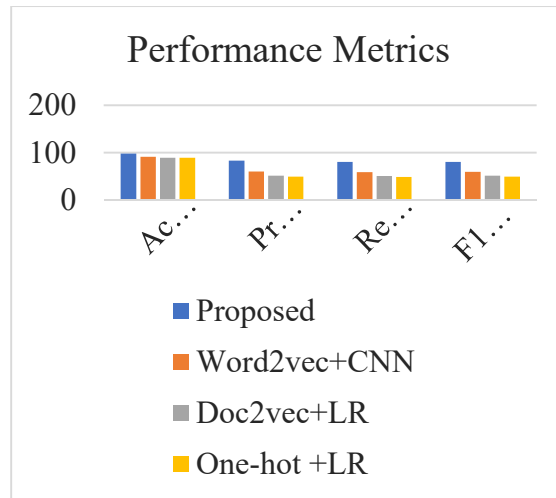 Performance Metrics
200
100
0
Ac…
Pr…
Re…
F1…
Proposed
Word2vec+CNN
Doc2vec+LR
One-hot +LR